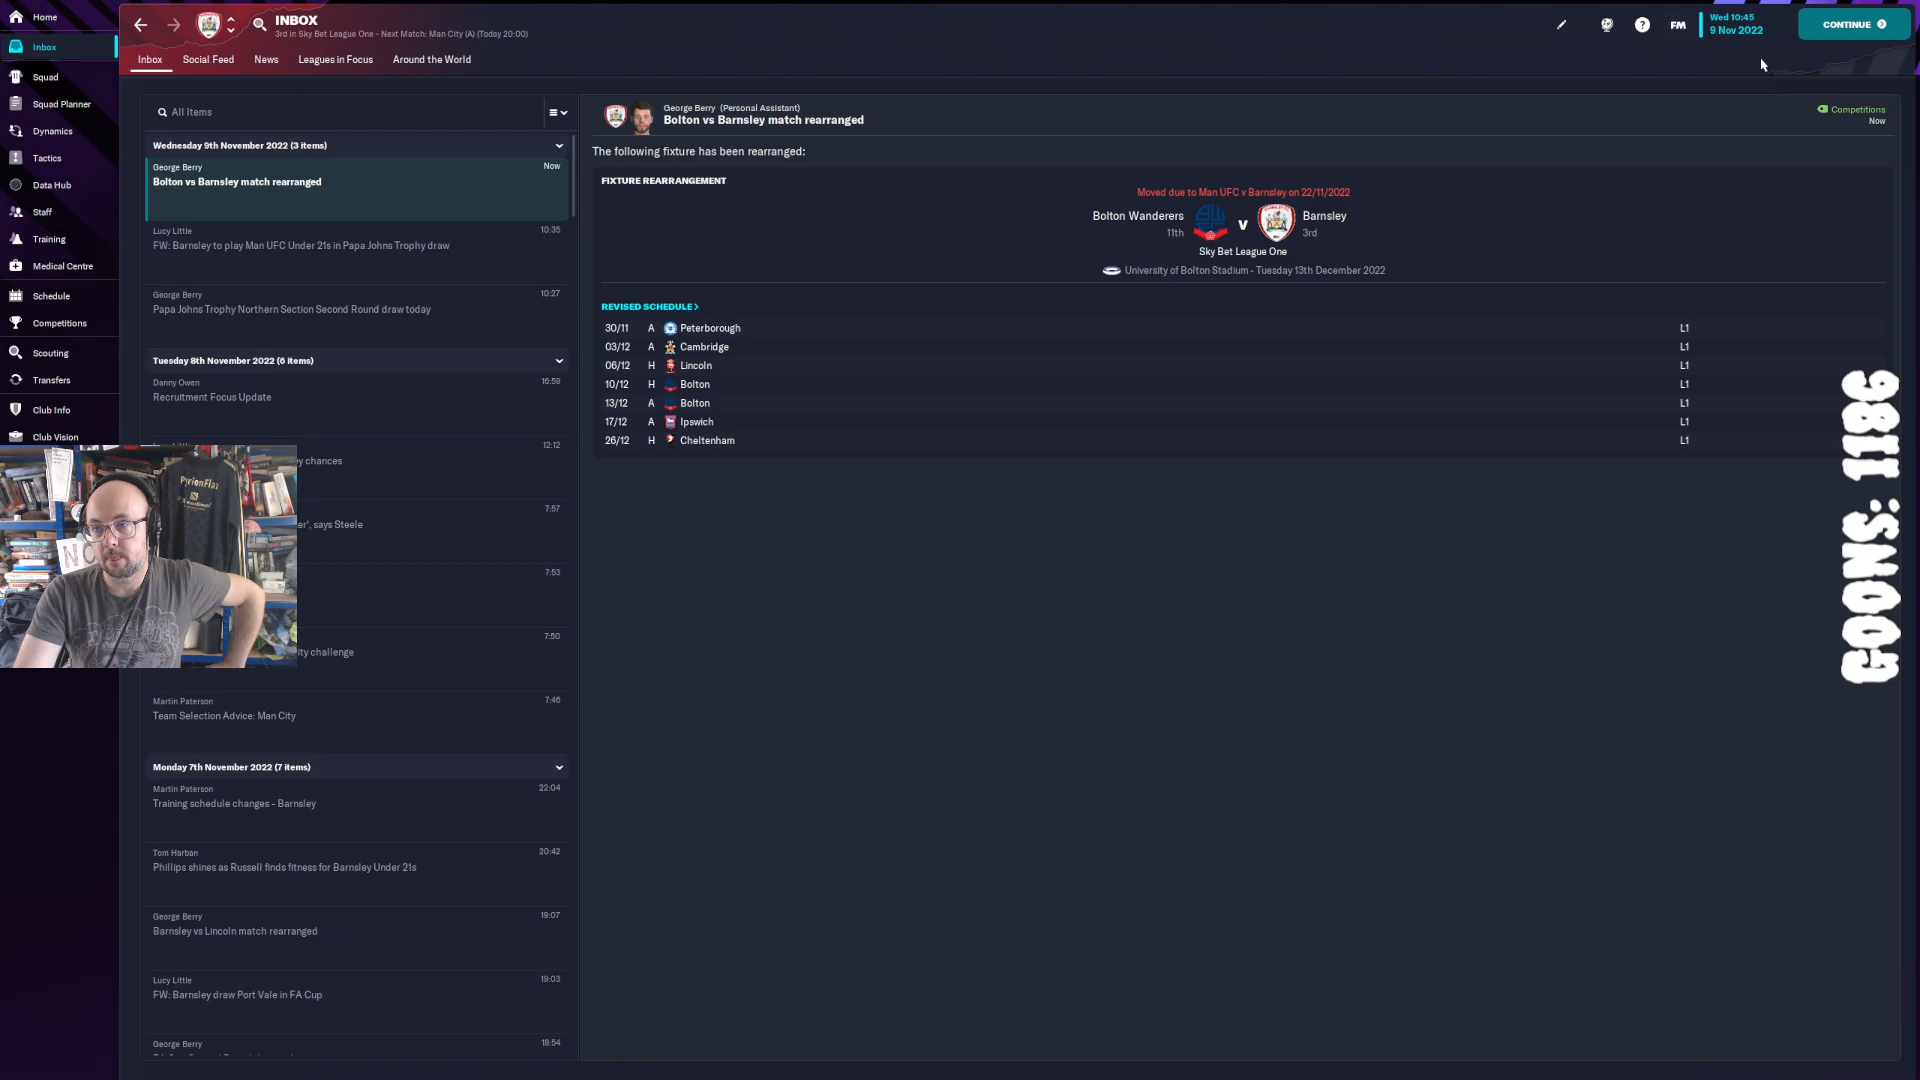 Home
Inbox
Squad
Squad Planner
Dynamics
Tactics
Data Hub
Staff
Training
Medical Centre
Schedule
Competitions
Scouting
Transfers
Club Info
Club Vision
INBOX
3rd in Sky Bet League One - Next Match: Man City (A) (Today 20:00)
Inbox Social Feed News Leagues in Focus Around the World
FM
Wed 10:45
9 Nov 2022
CONTINUE
All Items
Wednesday 9th November 2022 (3 items)
George Berry Now
Bolton vs Barnsley match rearranged
Lucy Little 10:35
FW: Barnsley to play Man UFC Under 21s in Papa Johns Trophy draw
George Berry 10:27
Papa Johns Trophy Northern Section Second Round draw today
Tuesday 8th November 2022 (6 items)
Danny Owen 16:59
Recruitment Focus Update
12:12
chances
7:57
says Steele
7:53
7:50
challenge
Martin Paterson 7:46
Team Selection Advice: Man City
Monday 7th November 2022 (7 items)
Martin Paterson 22:04
Training schedule changes - Barnsley
Tom Harban 20:42
Phillips shines as Russell finds fitness for Barnsley Under 21s
George Berry 19:07
Barnsley vs Lincoln match rearranged
Lucy Little 19:03
FW: Barnsley draw Port Vale in FA Cup
George Berry 18:54
George Berry (Personal Assistant)
Bolton vs Barnsley match rearranged
Competitions
Now
The following fixture has been rearranged:
FIXTURE REARRANGEMENT
Moved due to Man UFC v Barnsley on 22/11/2022
Bolton Wanderers v Barnsley
11th 3rd
Sky Bet League One
University of Bolton Stadium - Tuesday 13th December 2022
REVISED SCHEDULE >
30/11 A Peterborough L1
03/12 A Cambridge L1
06/12 H Lincoln L1
10/12 H Bolton L1
13/12 A Bolton L1
17/12 A Ipswich L1
26/12 H Cheltenham L1
GOONS: 1186
PyrionFlax